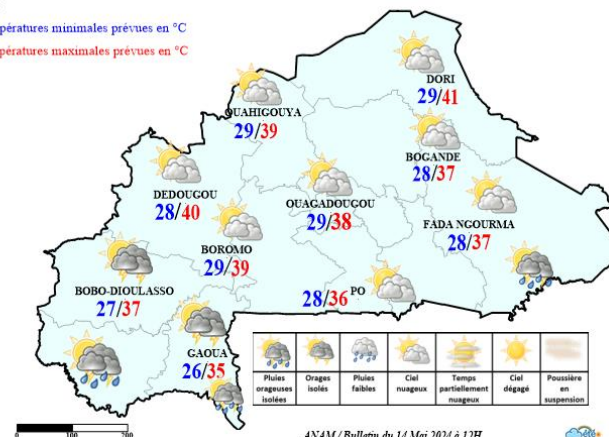 pératures minimales prévues en °C
pératures maximales prévues en °C
DORI
29/41
OUAHIGOUYA
29/39
BOGANDE
28/37
DEDOUGOU
28/40
OUAGADOUGOU
29/38
FADA NGOURMA
28/37
BOROMO
29/39
BOBO-DIOULASSO
27/37
PO
28/36
GAOUA
26/35
Pluies orageuses isolées
Orages isolés
Pluies faibles
Ciel nuageux
Temps partiellement nuageux
Ciel dégagé
Poussière en suspension
0 100 200
ANAM / Bulletin du 14 Mai 2024 à 12H
météo